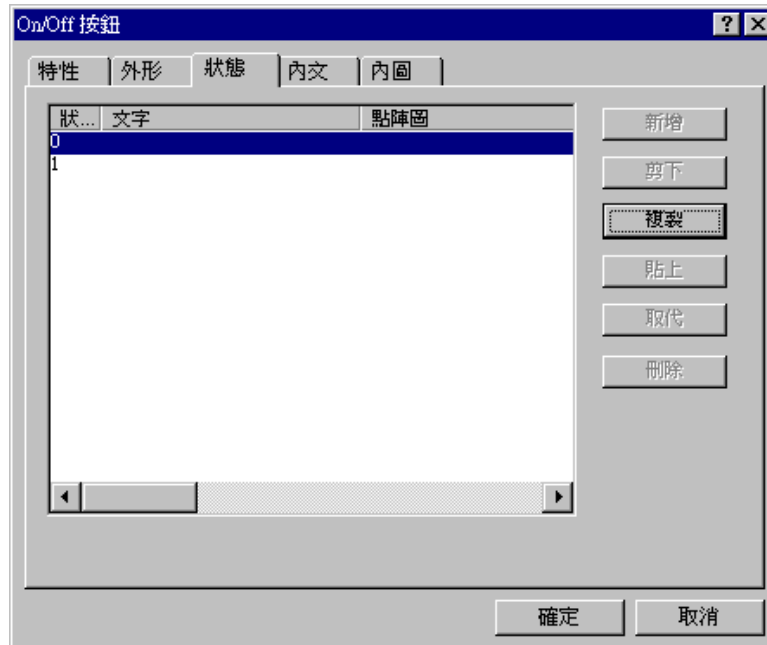 On/Off 按鈕
特性 外形 狀態 內文 內圖
狀... 文字 點陣圖
0
1
新增
剪下
複製
貼上
取代
刪除
確定 取消